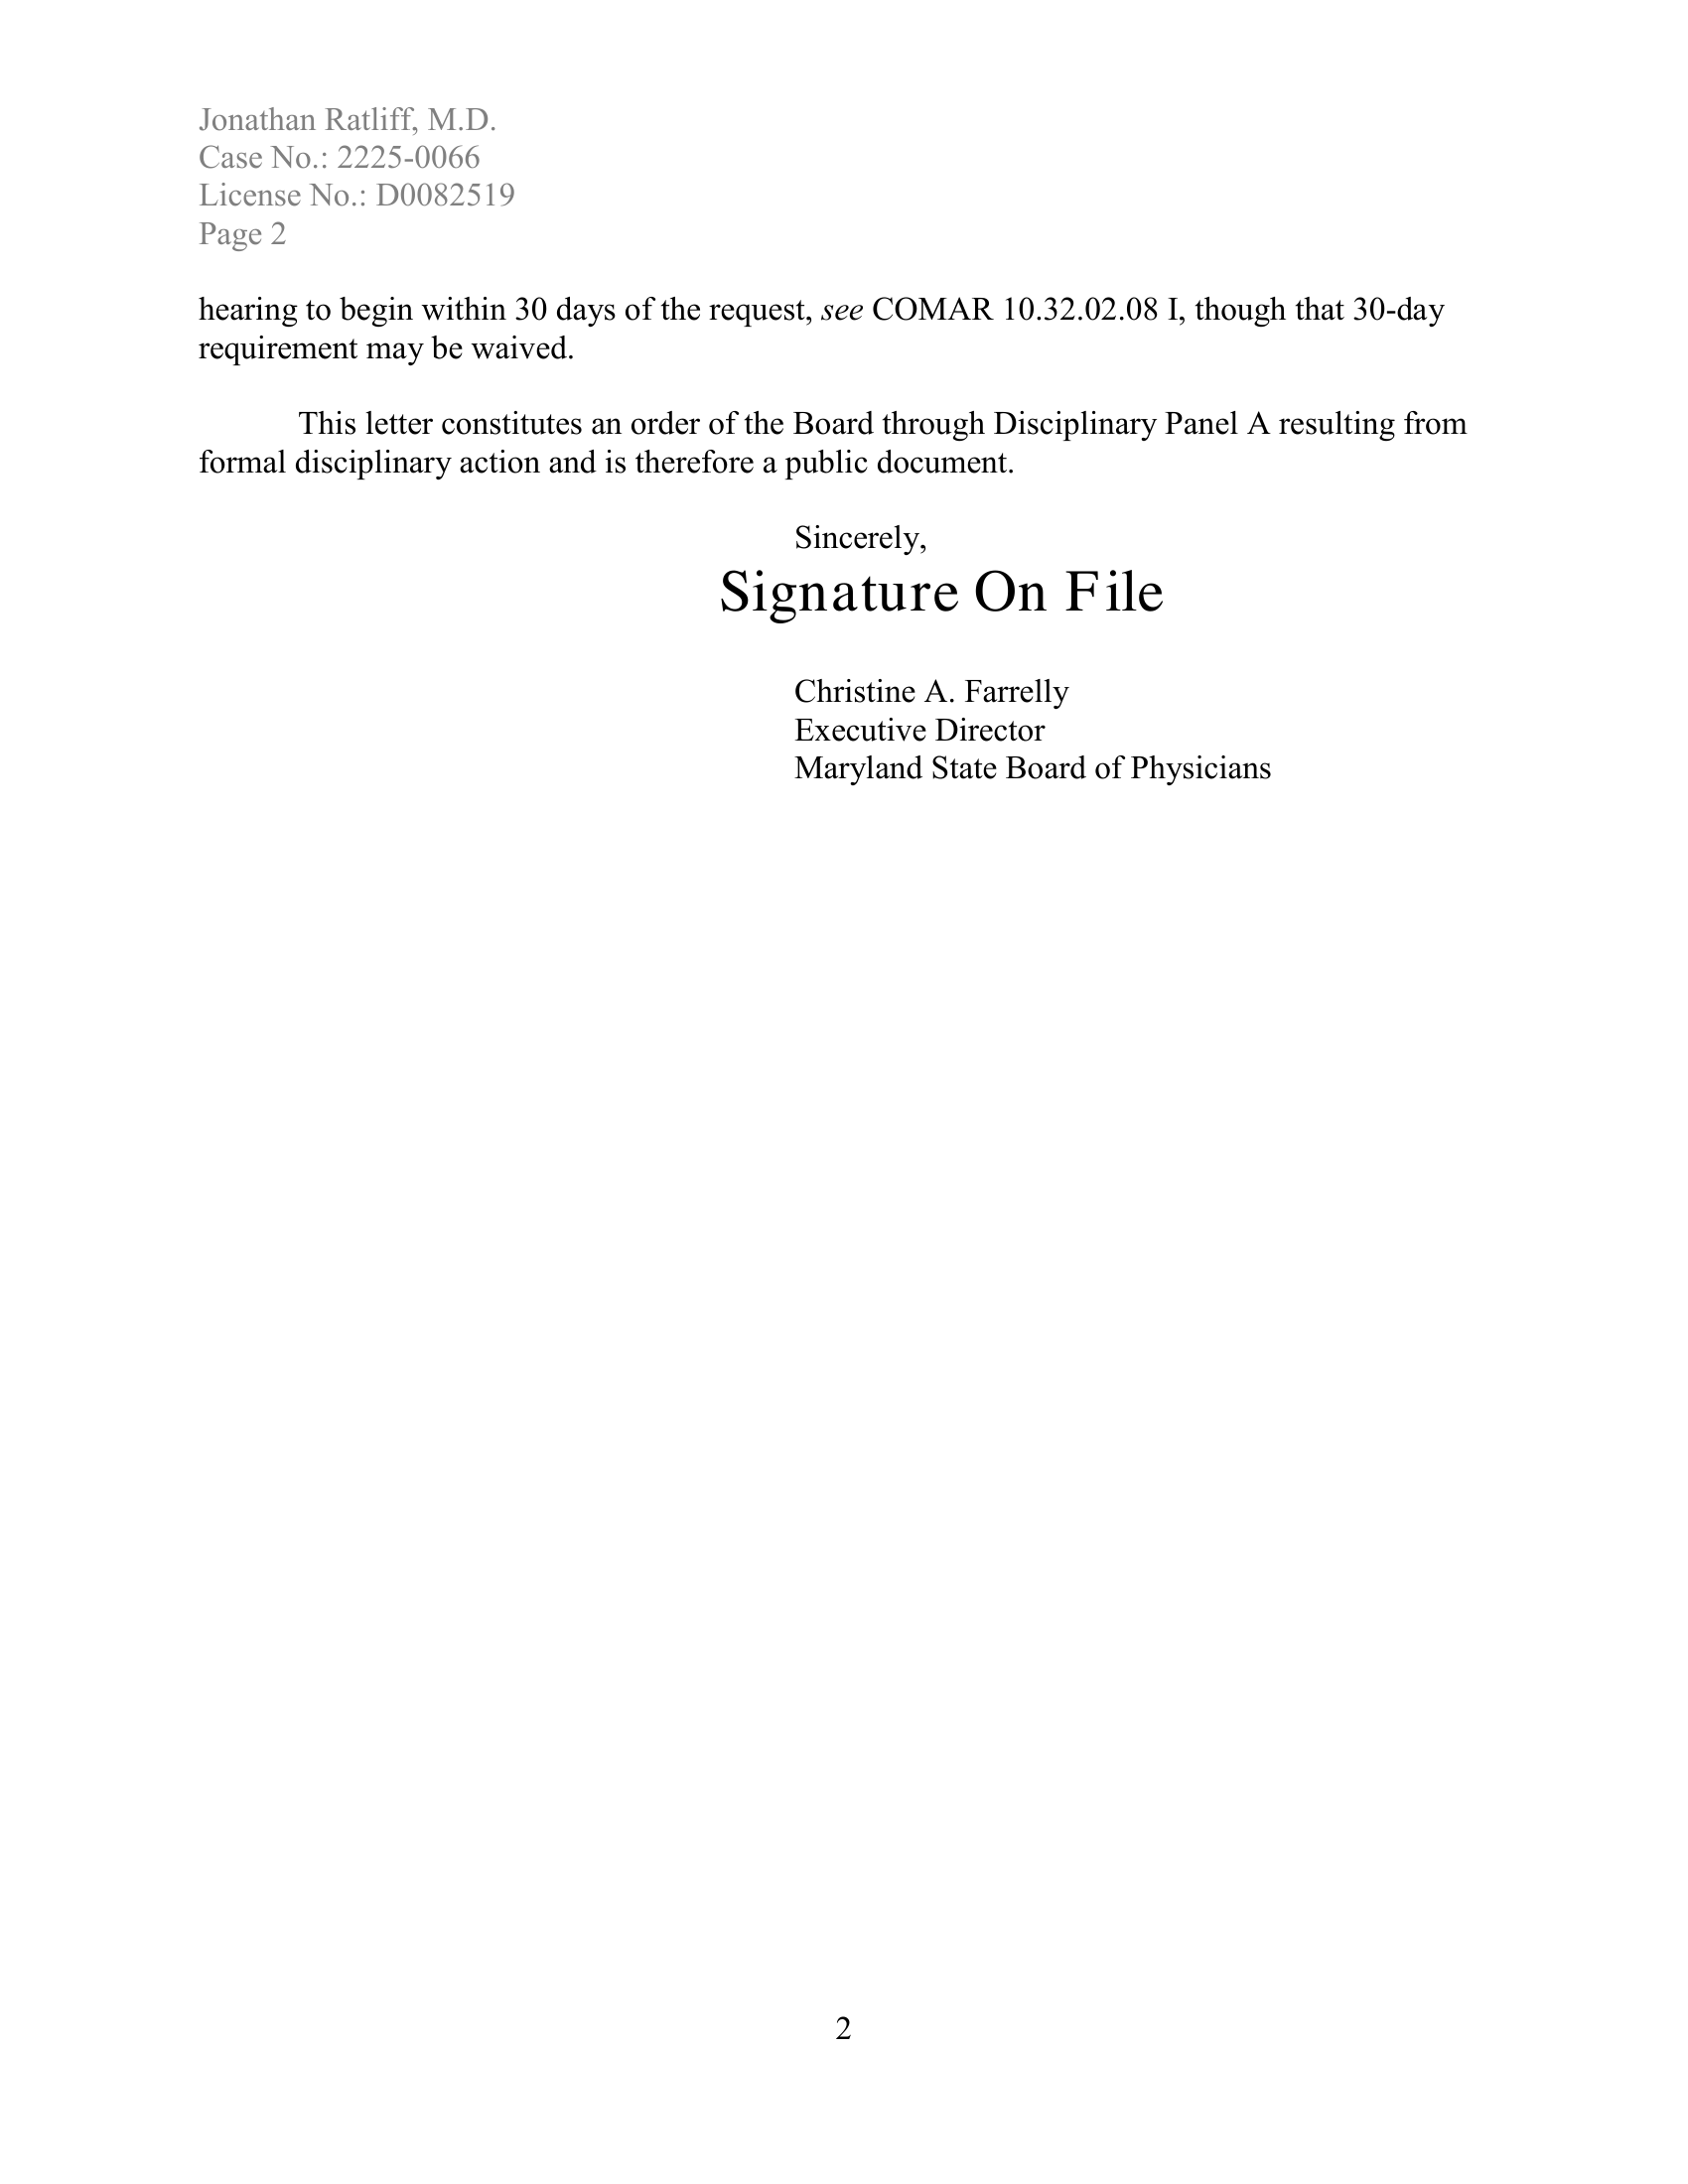 Jonathan Ratliff, M.D.
Case No.: 2225-0066
License No.: D0082519
Page 2
hearing to begin within 30 days of the request, see COMAR 10.32.02.08 I, though that 30-day
requirement may be waived.
This letter constitutes an order of the Board through Disciplinary Panel A resulting from
formal disciplinary action and is therefore a public document.
Sincerely,
Signature On File
Christine A. Farrelly
Executive Director
Maryland State Board of Physicians
2